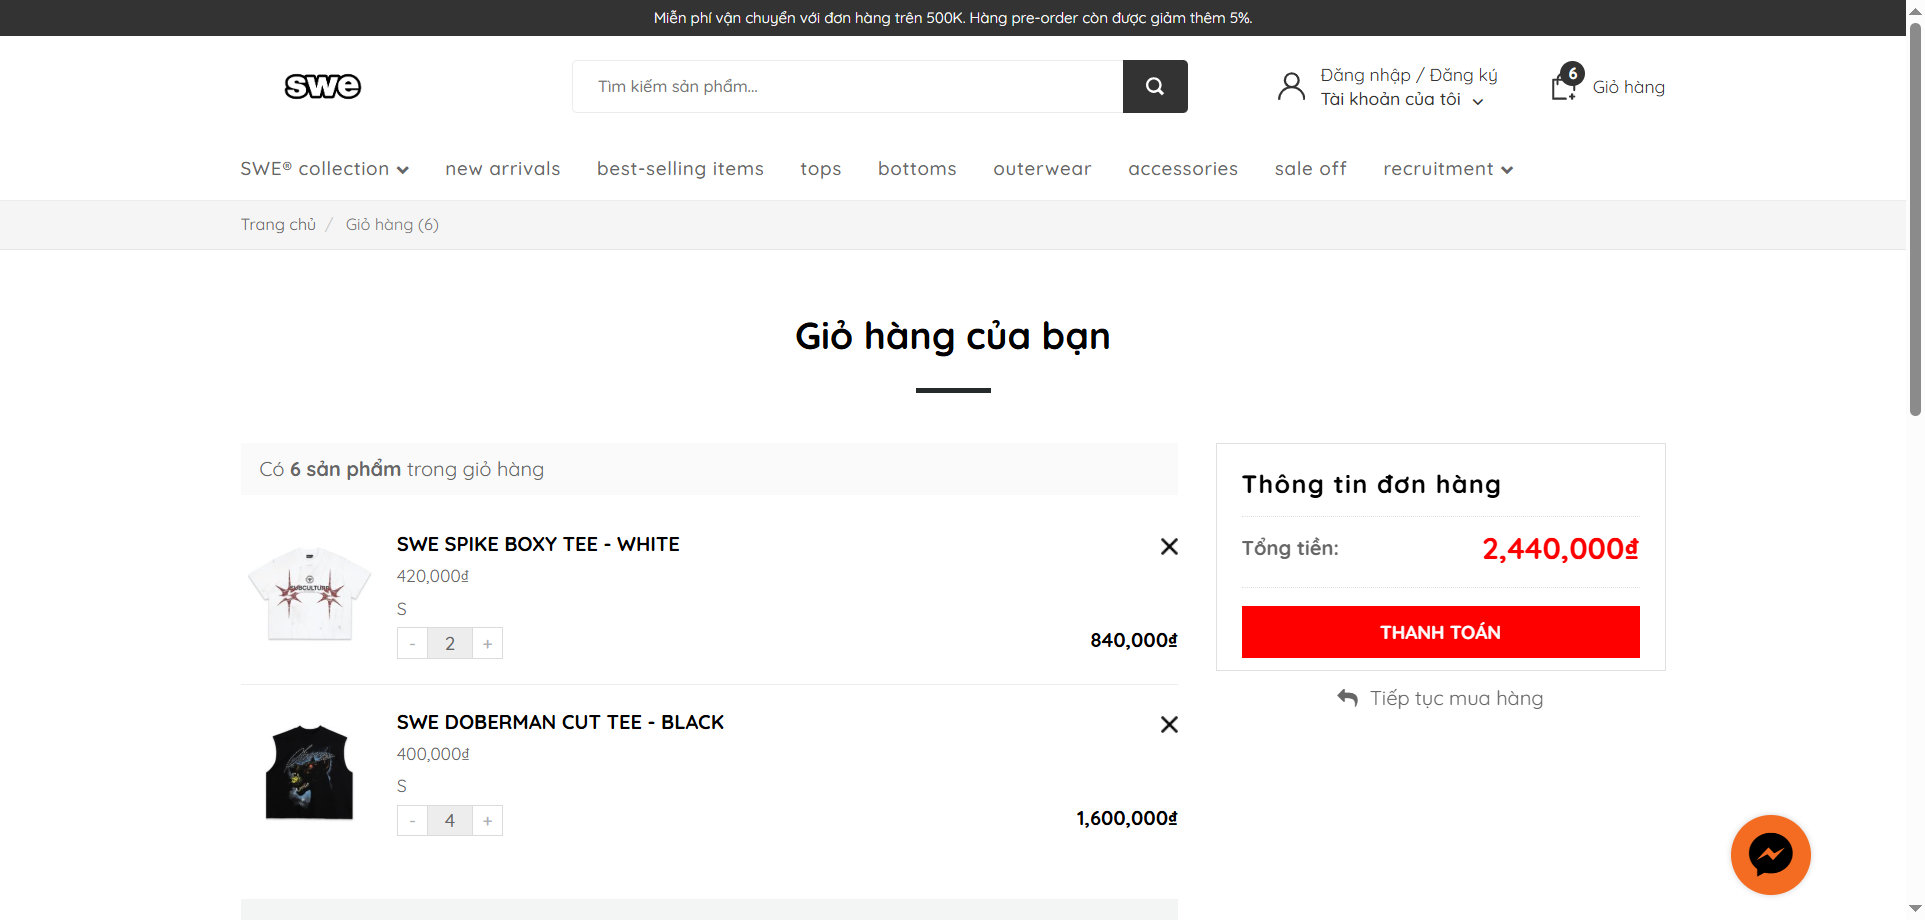 Miễn phí vận chuyển với đơn hàng trên 500K. Hàng pre-order còn được giảm thêm 5%.
swe
Tìm kiếm sản phẩm...
Đăng nhập / Đăng ký
Tài khoản của tôi
6
Giỏ hàng
SWE® collection
new arrivals
best-selling items
tops
bottoms
outerwear
accessories
sale off
recruitment
Trang chủ / Giỏ hàng (6)
Giỏ hàng của bạn
Có 6 sản phẩm trong giỏ hàng
SWE SPIKE BOXY TEE - WHITE
420,000₫
S
- 2 +
840,000₫
SUBCULTURE
SWE DOBERMAN CUT TEE - BLACK
400,000₫
S
- 4 +
1,600,000₫
Thông tin đơn hàng
Tổng tiền: 2,440,000₫
THANH TOÁN
Tiếp tục mua hàng